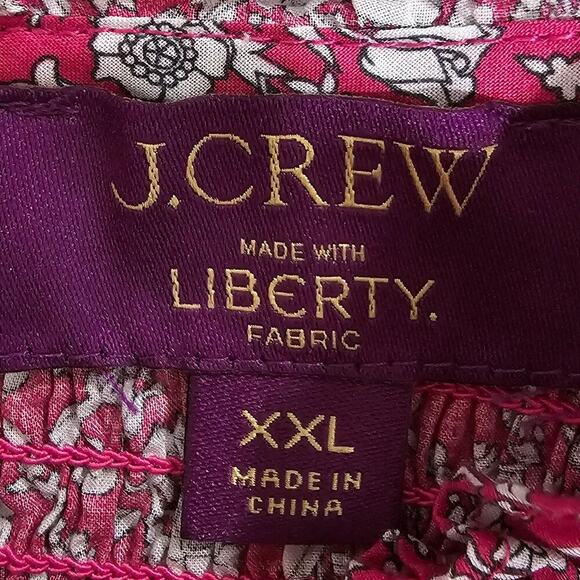 J.CREW
MADE WITH
LIBERTY.
FABRIC
XXL
MADE IN
CHINA